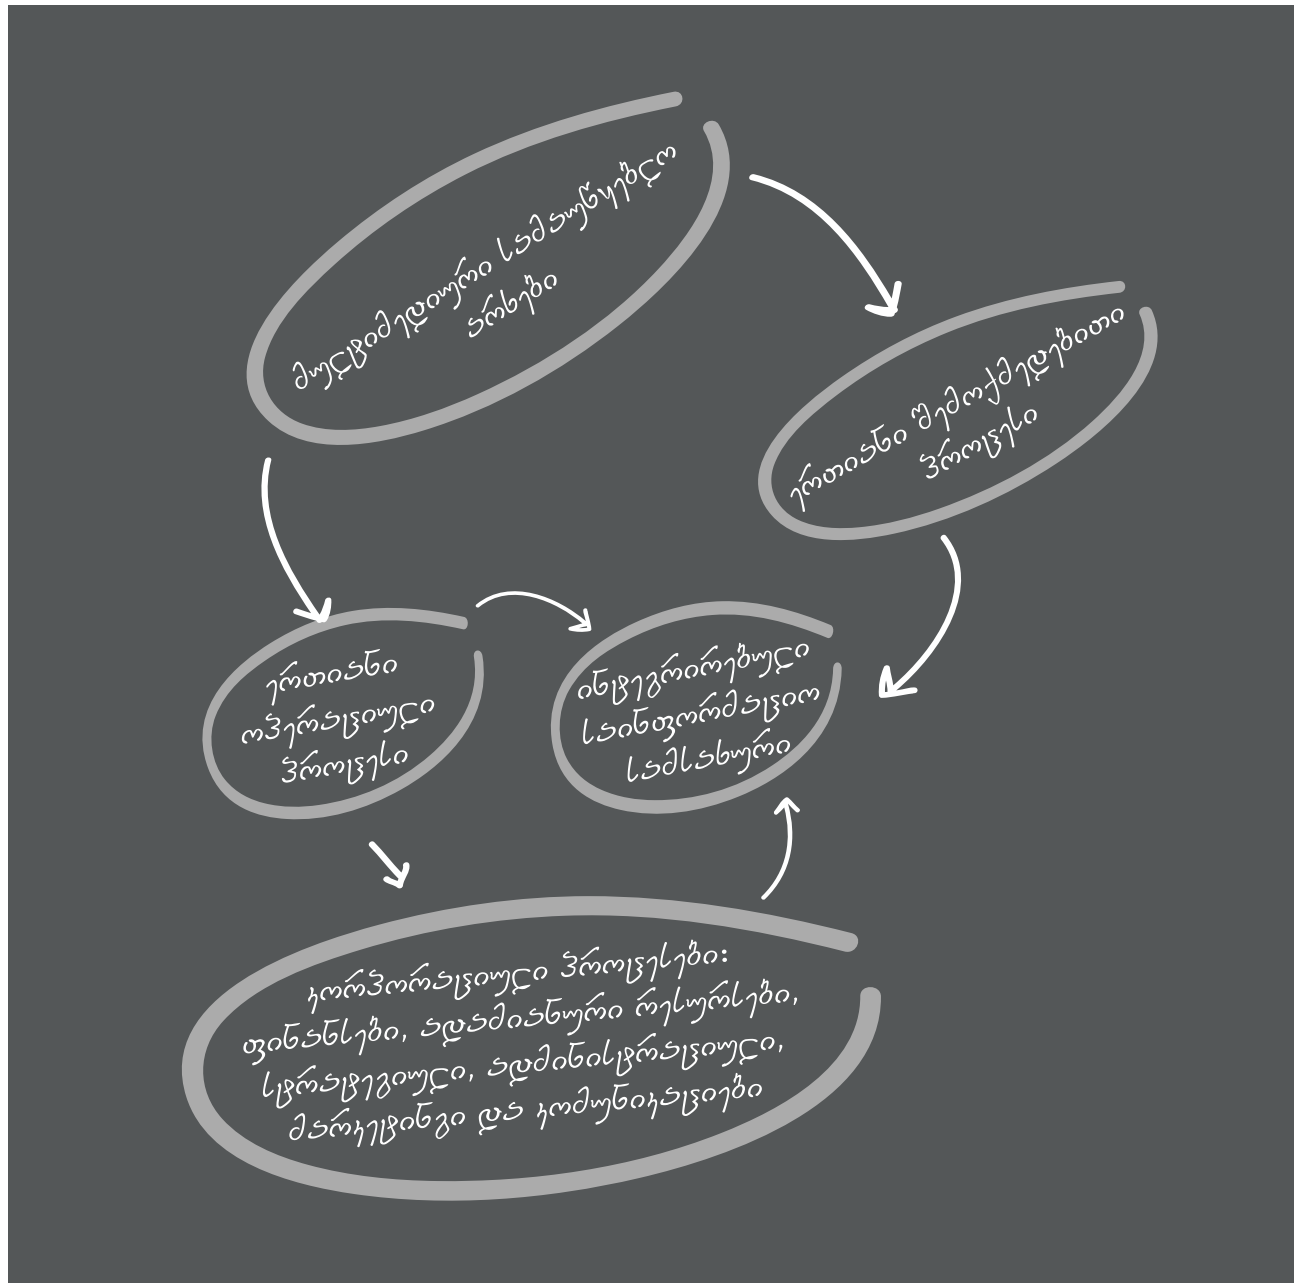 მულტიმედიური სამაუწყებლო
არხები
ერთიანი შემოქმედებითი
პროცესი
ერთიანი
ოპერაციული
პროცესი
ინტეგრირებული
საინფორმაციო
სამსახური
კორპორაციული პროცესები:
ფინანსები, ადამიანური რესურსები,
სტრატეგიული, ადმინისტრაციული,
მარკეტინგი და კომუნიკაციები